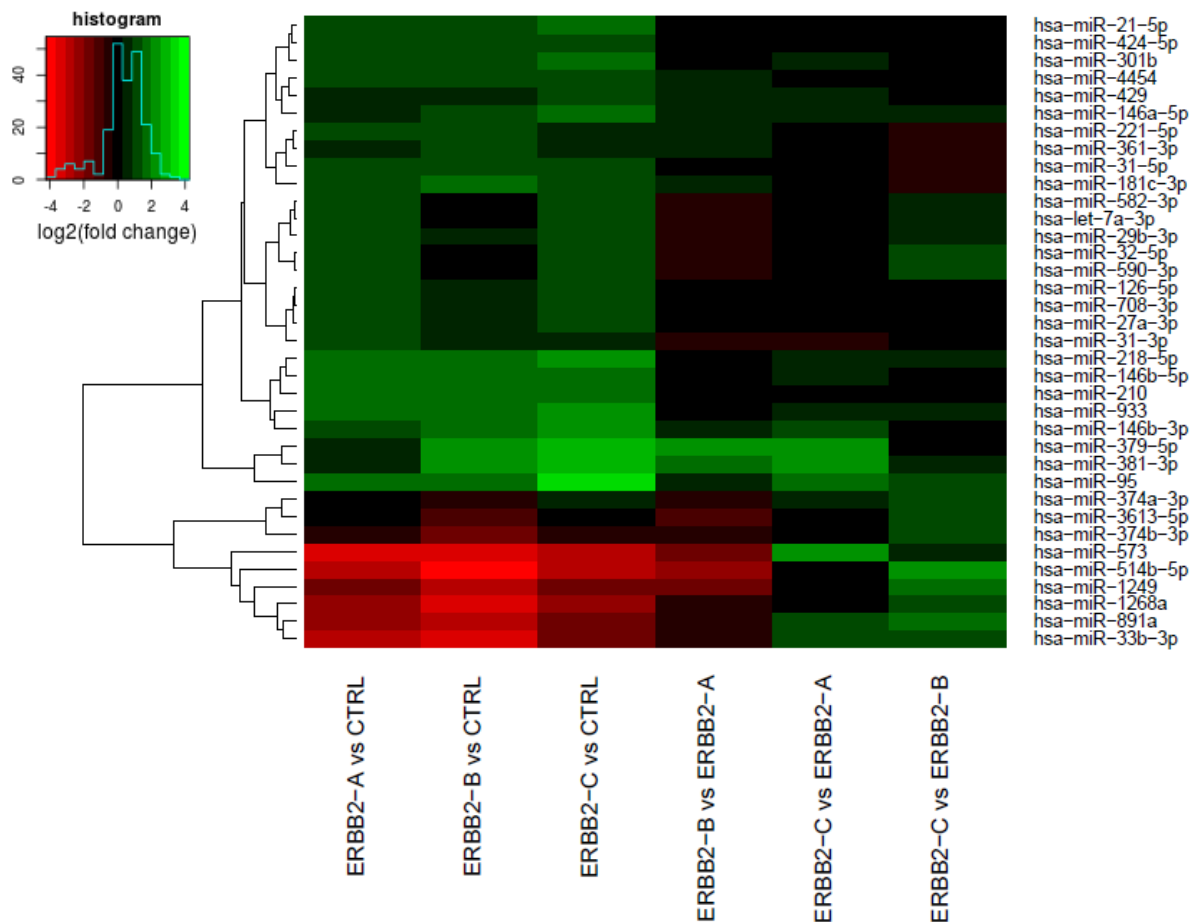 histogram
0 20 40
-4 -2 0 2 4
log2(fold change)
hsa-miR-21-5p
hsa-miR-424-5p
hsa-miR-301b
hsa-miR-4454
hsa-miR-429
hsa-miR-146a-5p
hsa-miR-221-5p
hsa-miR-361-3p
hsa-miR-31-5p
hsa-miR-181c-3p
hsa-miR-582-3p
hsa-let-7a-3p
hsa-miR-29b-3p
hsa-miR-32-5p
hsa-miR-590-3p
hsa-miR-126-5p
hsa-miR-708-3p
hsa-miR-27a-3p
hsa-miR-31-3p
hsa-miR-218-5p
hsa-miR-146b-5p
hsa-miR-210
hsa-miR-933
hsa-miR-146b-3p
hsa-miR-379-5p
hsa-miR-381-3p
hsa-miR-95
hsa-miR-374a-3p
hsa-miR-3613-5p
hsa-miR-374b-3p
hsa-miR-573
hsa-miR-514b-5p
hsa-miR-1249
hsa-miR-1268a
hsa-miR-891a
hsa-miR-33b-3p
ERBB2-A vs CTRL
ERBB2-B vs CTRL
ERBB2-C vs CTRL
ERBB2-B vs ERBB2-A
ERBB2-C vs ERBB2-A
ERBB2-C vs ERBB2-B